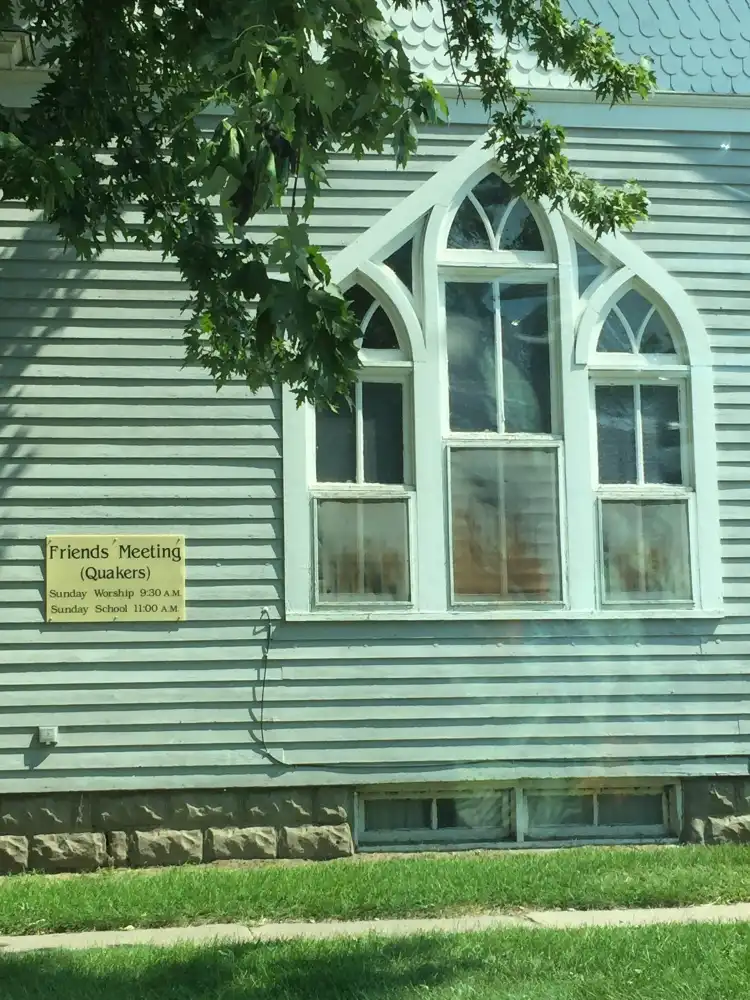 Friends Meeting
(Quakers)
Sunday Worship 9:30 A.M.
Sunday School 11:00 A.M.